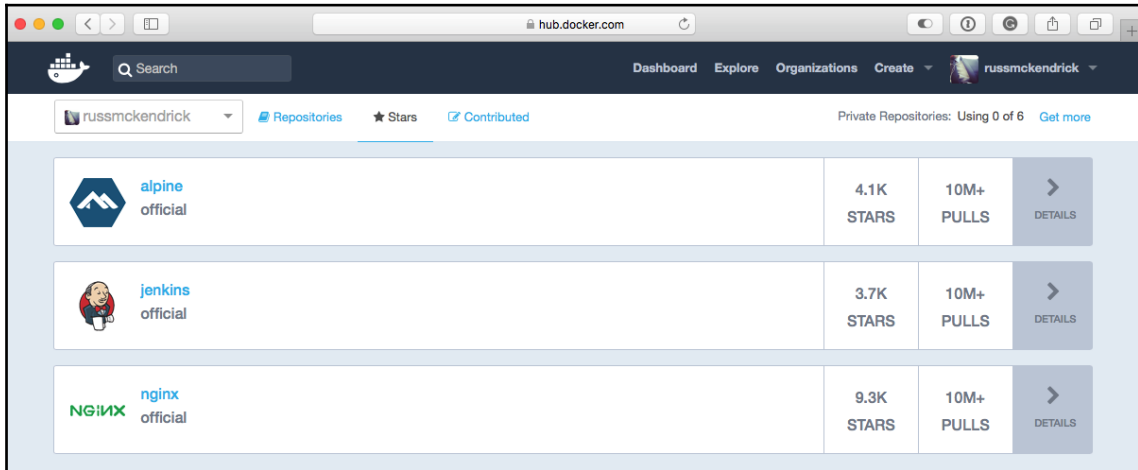 hub.docker.com
Search
Dashboard Explore Organizations Create russmckendrick
russmckendrick Repositories Stars Contributed Private Repositories: Using 0 of 6 Get more
alpine
official
4.1K
STARS
10M+
PULLS
DETAILS
jenkins
official
3.7K
STARS
10M+
PULLS
DETAILS
NGINX
nginx
official
9.3K
STARS
10M+
PULLS
DETAILS